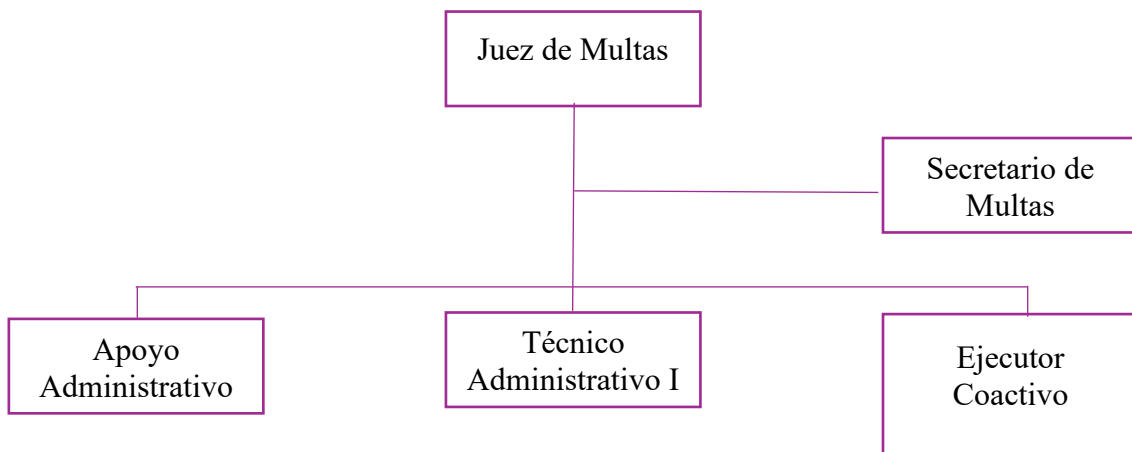 Juez de Multas
Secretario de
Multas
Apoyo
Administrativo
Técnico
Administrativo I
Ejecutor
Coactivo